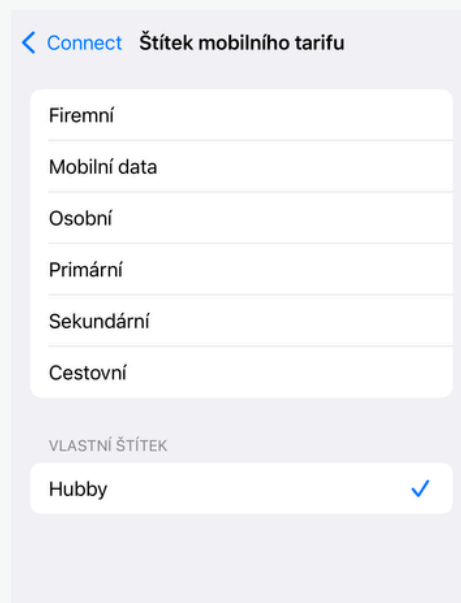 Connect Štítek mobilního tarifu
Firemní
Mobilní data
Osobní
Primární
Sekundární
Cestovní
VLASTNÍ ŠTÍTEK
Hubby